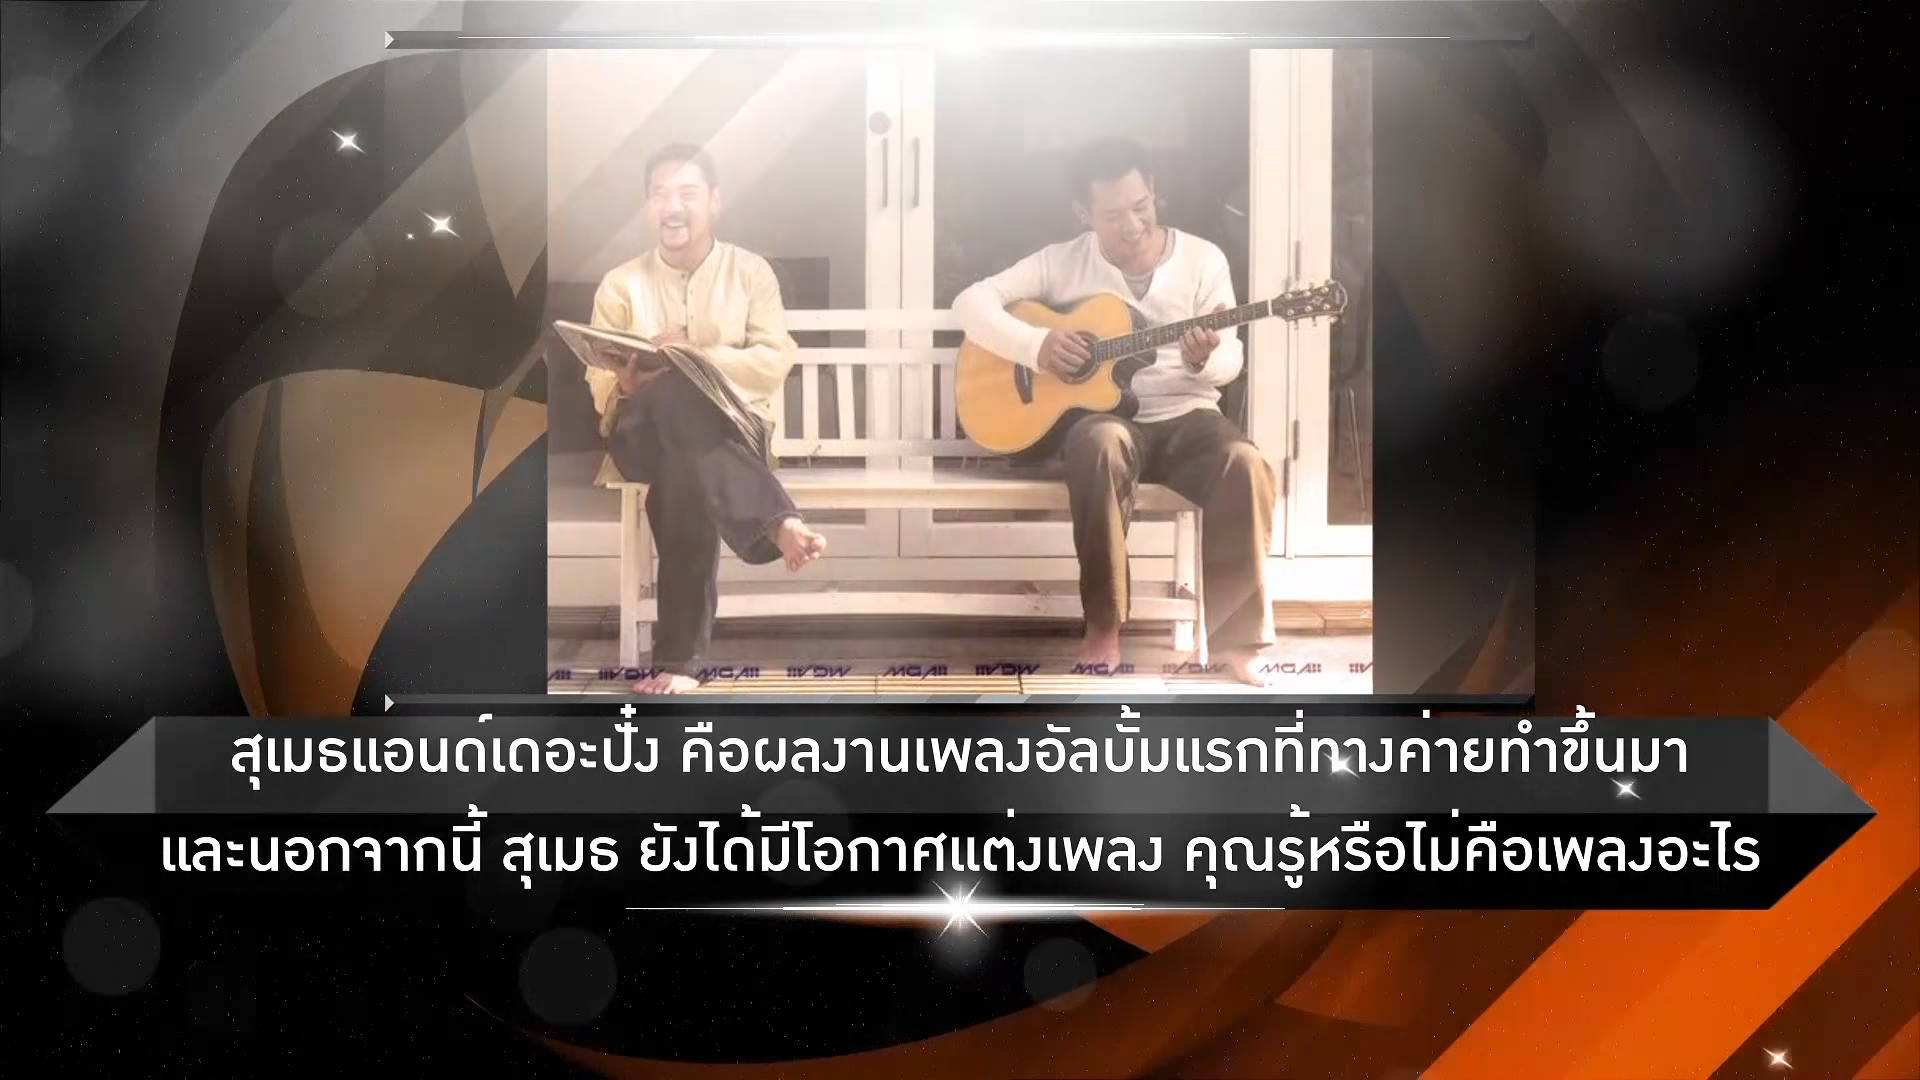 MGA MGA MGA
สุเมธแอนด์เดอะปั๋ง คือผลงานเพลงอัลบั้มแรกที่ทางค่ายทำขึ้นมา
และนอกจากนี้ สุเมธ ยังได้มีโอกาศแต่งเพลง คุณรู้หรือไม่คือเพลงอะไร